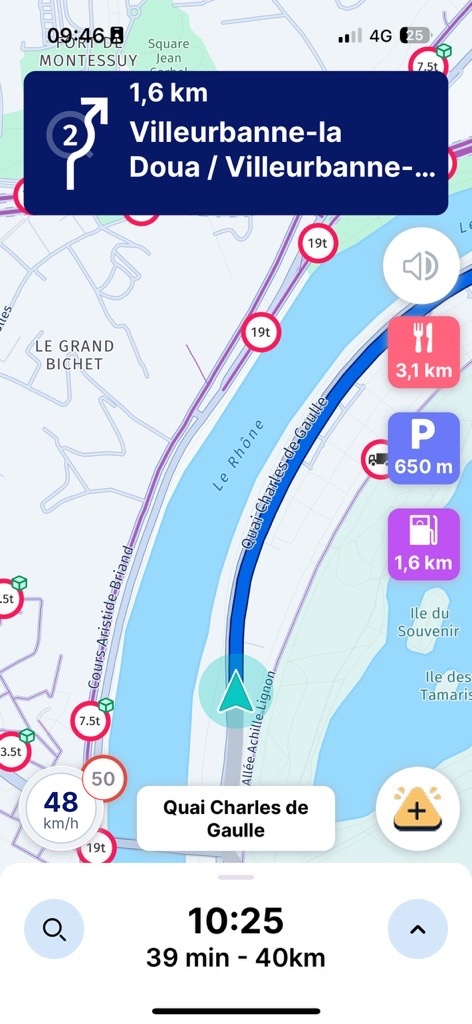 09:46
4G 25
FORT DE
MONTESSUY
Square
Jean
7.5t
2
1,6 km
Villeurbanne-la
Doua / Villeurbanne-...
19t
19t
3,1 km
LE GRAND
BICHET
P
650 m
Le Rhône
Quai Charles de Gaulle
1,6 km
Cours Aristide Briand
.5t
Ile du
Souvenir
Ile des
Tamaris
Allée Achille Lignon
7.5t
3.5t
50
48
km/h
19t
Quai Charles de
Gaulle
10:25
39 min - 40km